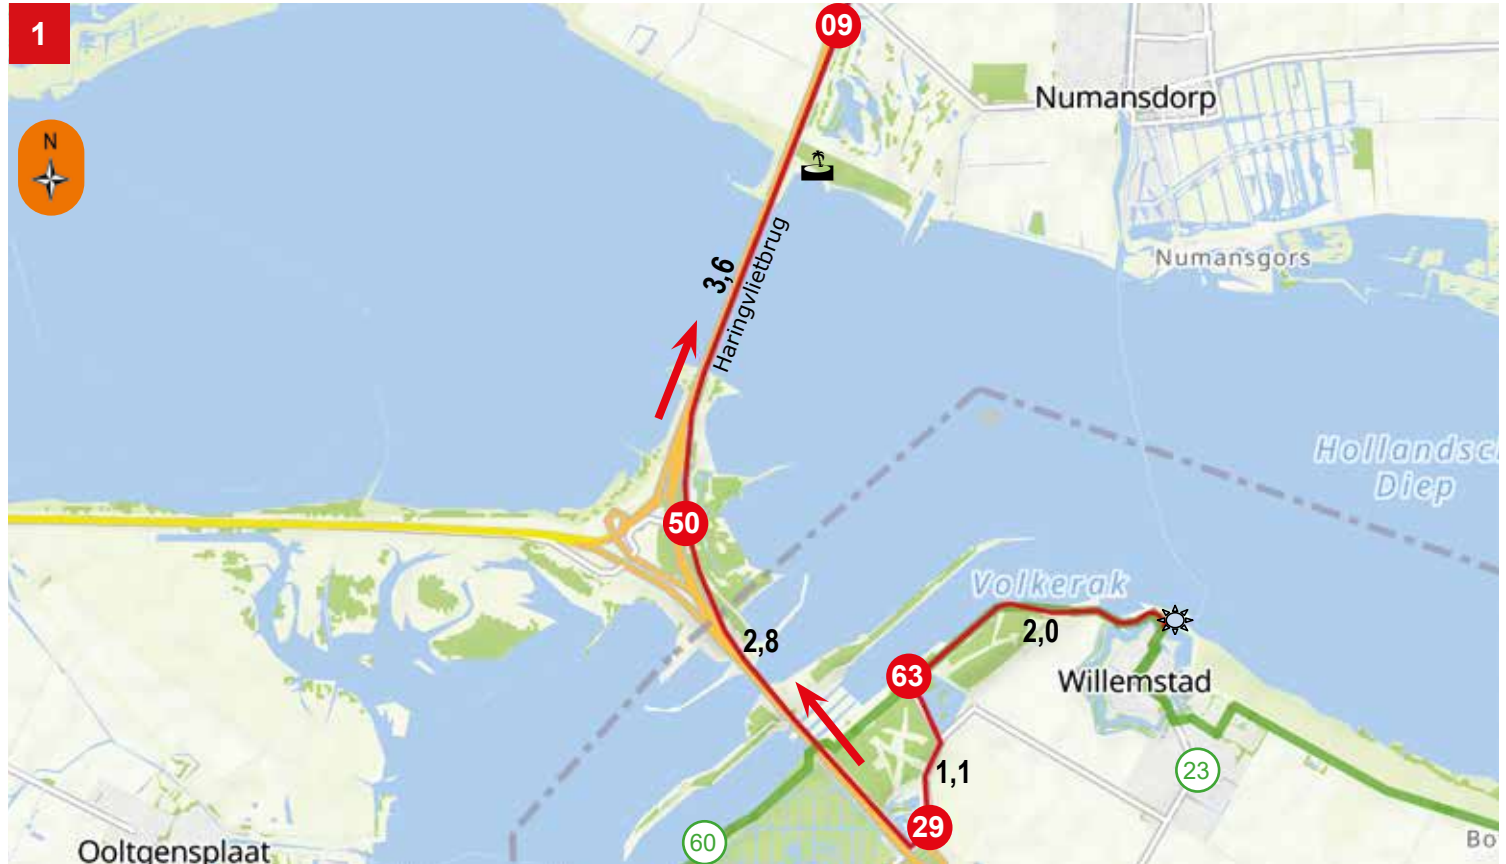 1
09
N
Numansdorp
Numansgors
3,6
Haringvlietbrug
Hollandsc
Diep
50
Volkerak
2,8
2,0
63
Willemstad
1,1
23
29
60
Ooltgensplaat
Bo